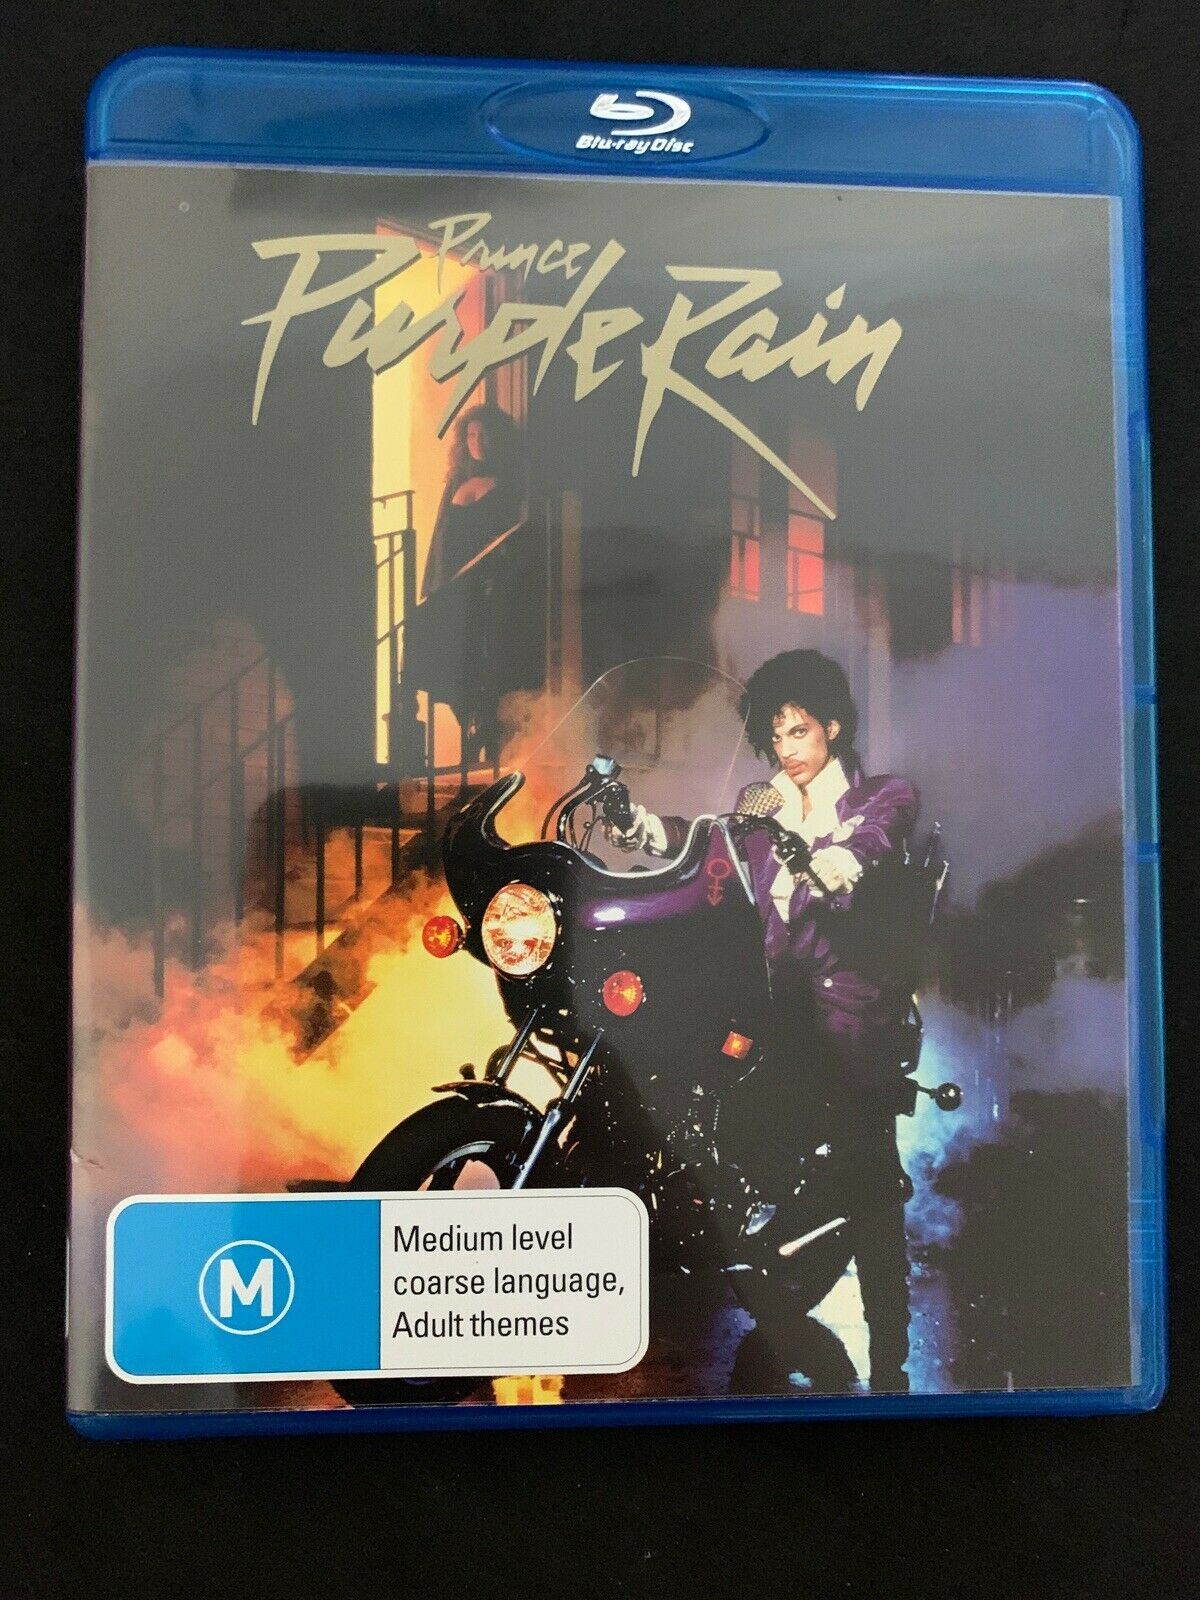 Blu-ray Disc
Prince
Purple Rain
M
Medium level
coarse language,
Adult themes